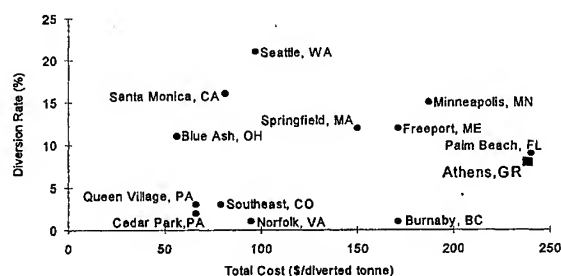 25
Seattle, WA
20
Santa Monica, CA
15
Minneapolis, MN
Springfield, MA
Freeport, ME
Blue Ash, OH
10
Palm Beach, FL
Athens,GR
5
Queen Village, PA
Southeast, CO
Cedar Park,PA
Norfolk, VA
Burnaby, BC
0
0 50 100 150 200 250
Diversion Rate (%)
Total Cost ($/diverted tonne)